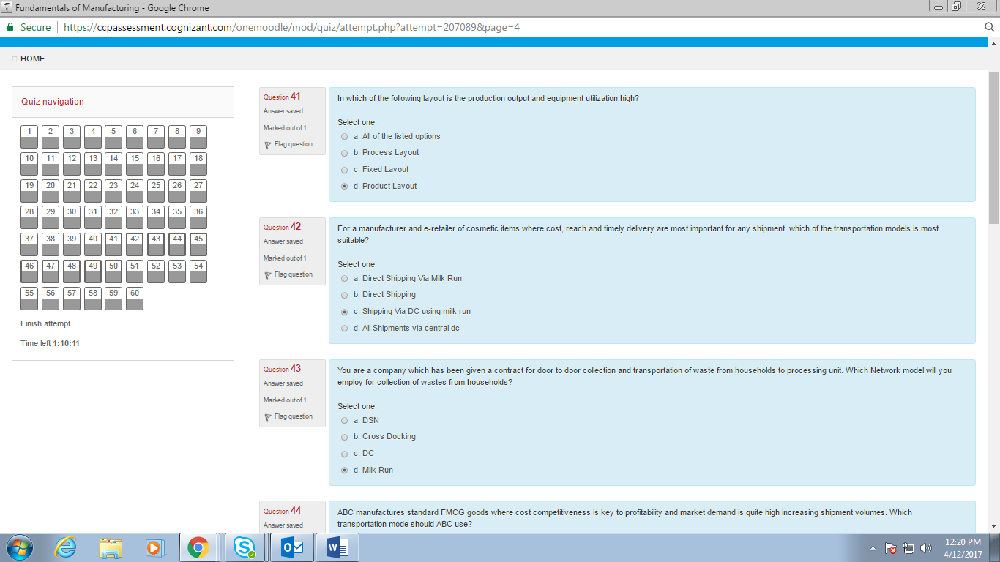 Fundamentals of Manufacturing - Google Chrome
Secure https://ccpassessment.cognizant.com/onemoodle/mod/quiz/attempt.php?attempt=207089&page=4
HOME
Quiz navigation
1 2 3 4 5 6 7 8 9
10 11 12 13 14 15 16 17 18
19 20 21 22 23 24 25 26 27
28 29 30 31 32 33 34 35 36
37 38 39 40 41 42 43 44 45
46 47 48 49 50 51 52 53 54
55 56 57 58 59 60
Finish attempt ...
Time left 1:10:11
Question 41
Answer saved
Marked out of 1
Flag question
In which of the following layout is the production output and equipment utilization high?
Select one:
a. All of the listed options
b. Process Layout
c. Fixed Layout
d. Product Layout
Question 42
Answer saved
Marked out of 1
Flag question
For a manufacturer and e-retailer of cosmetic items where cost, reach and timely delivery are most important for any shipment, which of the transportation models is most
suitable?
Select one:
a. Direct Shipping Via Milk Run
b. Direct Shipping
c. Shipping Via DC using milk run
d. All Shipments via central dc
Question 43
Answer saved
Marked out of 1
Flag question
You are a company which has been given a contract for door to door collection and transportation of waste from households to processing unit. Which Network model will you
employ for collection of wastes from households?
Select one:
a. DSN
b. Cross Docking
c. DC
d. Milk Run
Question 44
Answer saved
ABC manufactures standard FMCG goods where cost competitiveness is key to profitability and market demand is quite high increasing shipment volumes. Which
transportation mode should ABC use?
12:20 PM
4/12/2017